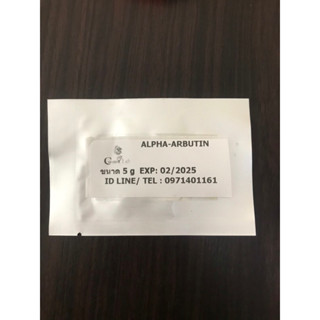 ALPHA-ARBUTIN
ขนาด 5 g EXP: 02/2025
ID LINE/ TEL : 0971401161